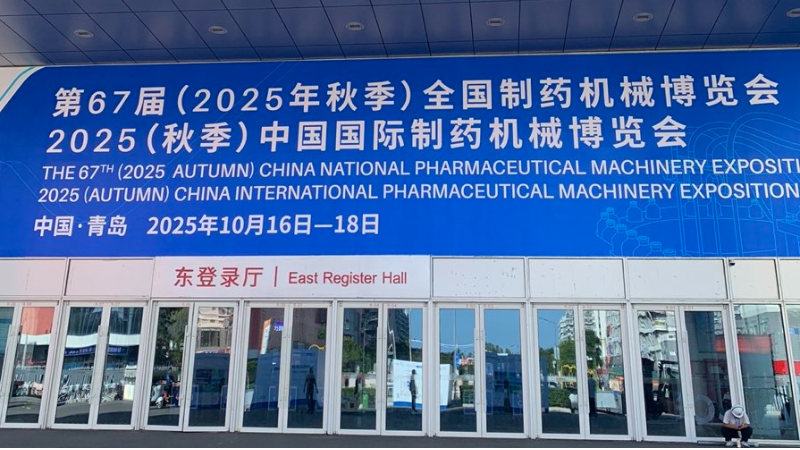 第67届（2025年秋季）全国制药机械博览会
2025（秋季）中国国际制药机械博览会
THE 67TH (2025 AUTUMN) CHINA NATIONAL PHARMACEUTICAL MACHINERY EXPOSITI
2025 (AUTUMN) CHINA INTERNATIONAL PHARMACEUTICAL MACHINERY EXPOSITION
中国·青岛 2025年10月16日—18日
东登录厅 | East Register Hall